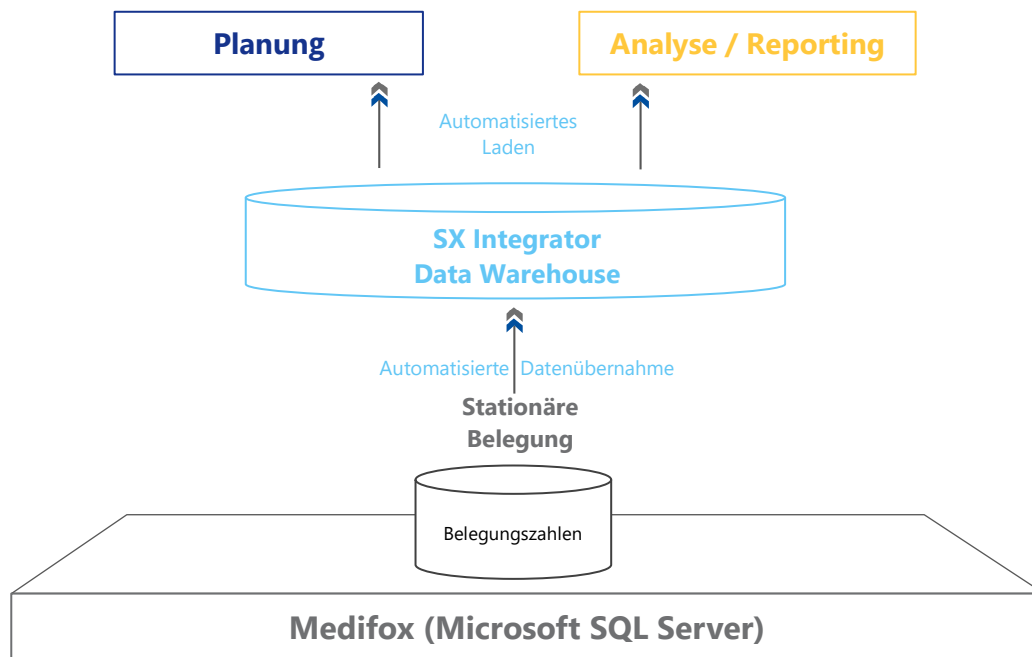 Planung
Analyse / Reporting
Automatisiertes
Laden
SX Integrator
Data Warehouse
Automatisierte Datenübernahme
Stationäre
Belegung
Belegungszahlen
Medifox (Microsoft SQL Server)